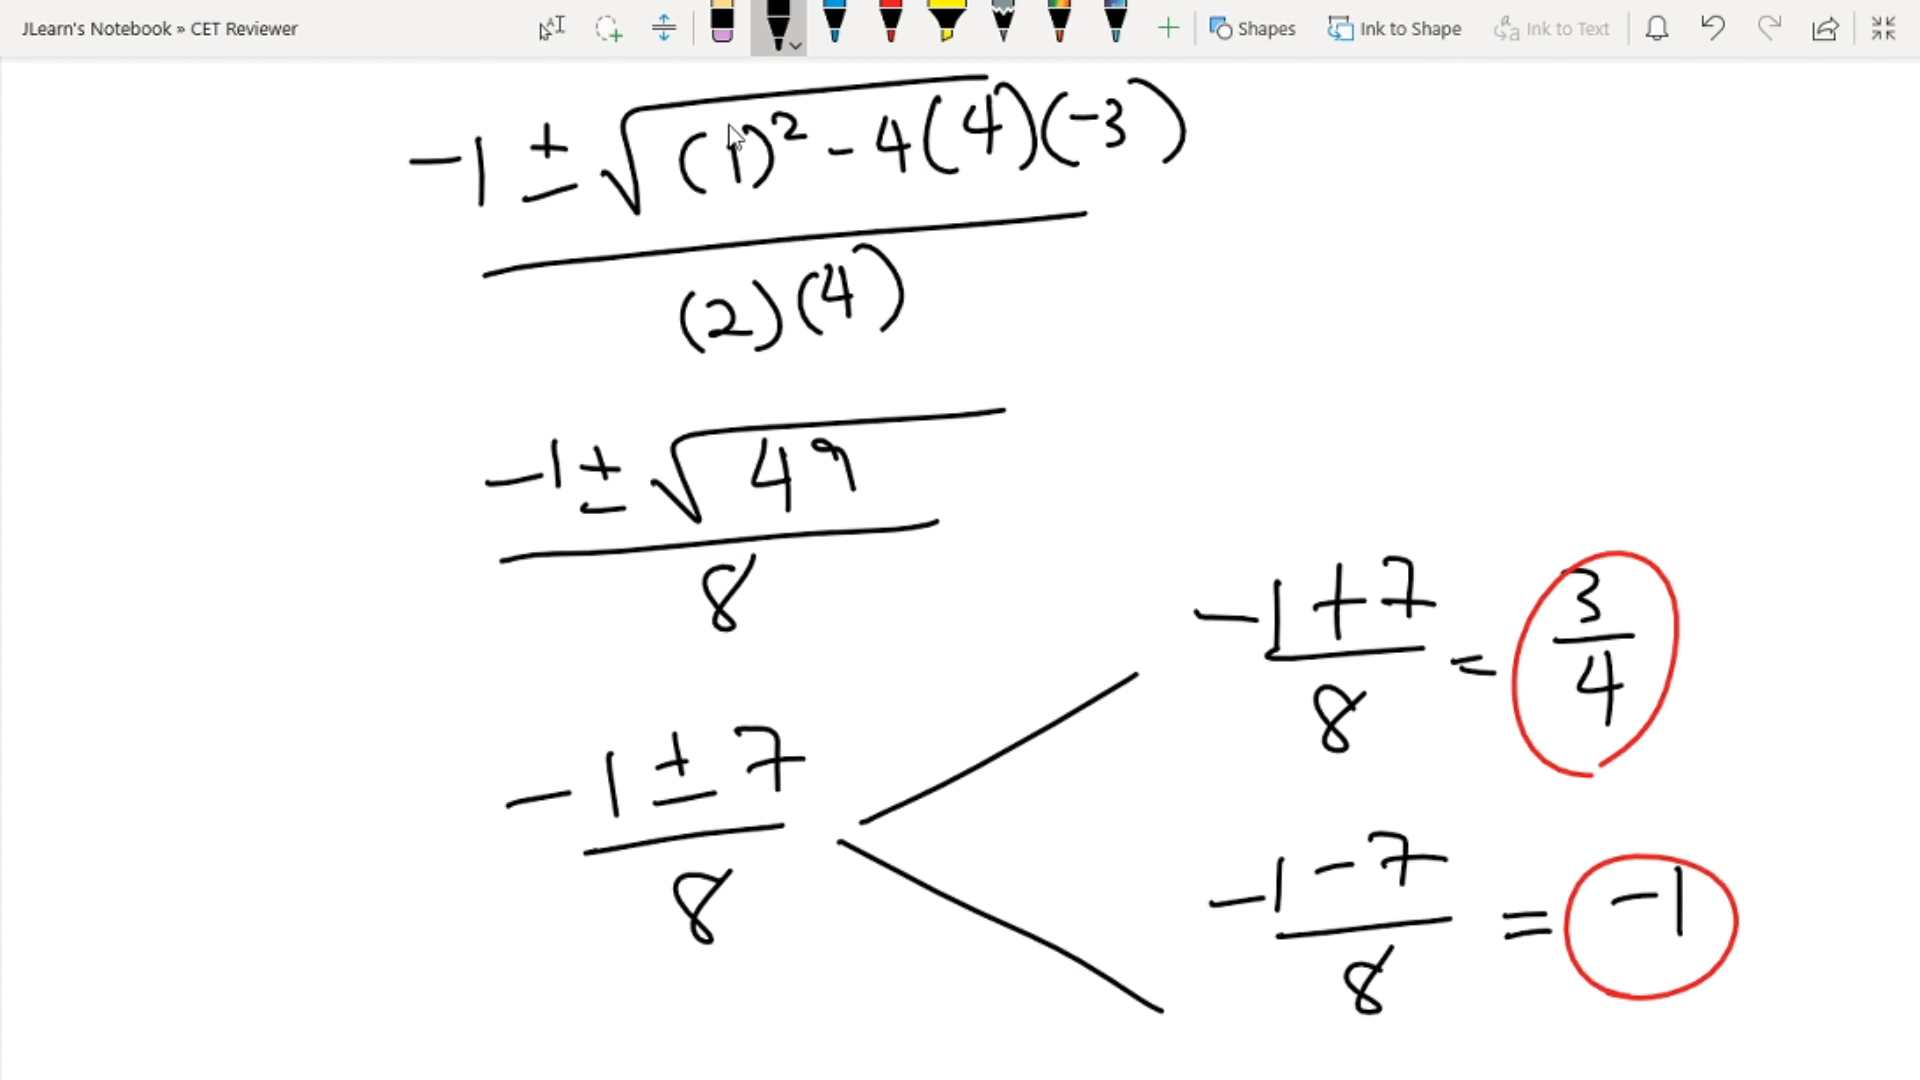 JLearn's Notebook » CET Reviewer
Shapes
Ink to Shape
Ink to Text
-1 ± √(1)² - 4(4)(-3)
(2)(4)
-1 ± √49
8
-1 ± 7
8
-1 + 7
8
=
3
4
-1 - 7
8
= -1